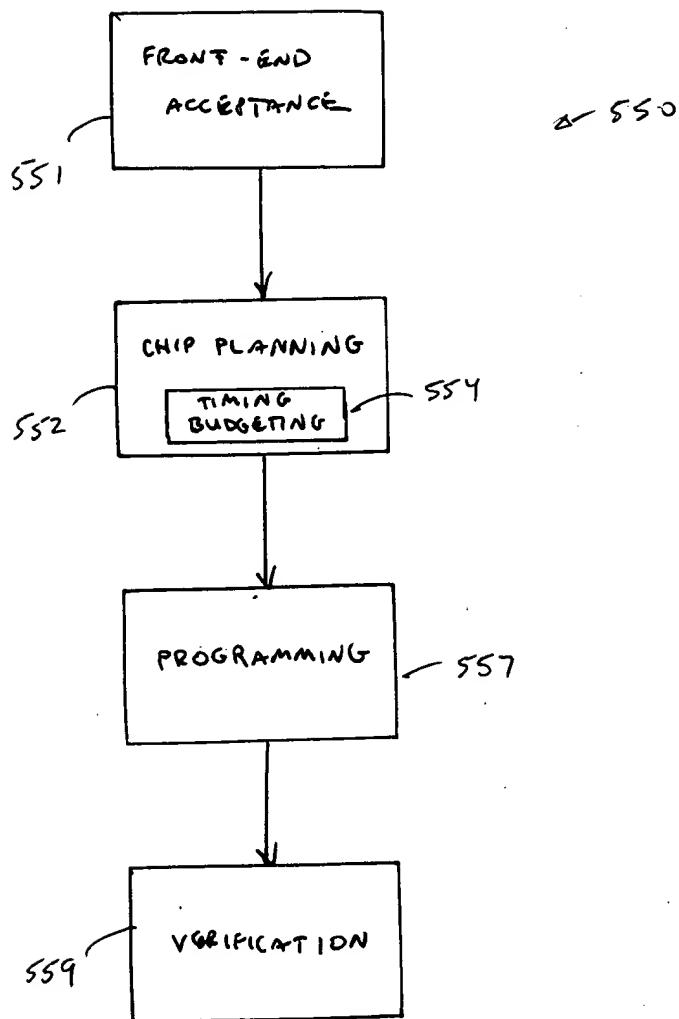 FRONT-END
ACCEPTANCE
550
551
CHIP PLANNING
TIMING
BUDGETING
554
552
PROGRAMMING
557
VERIFICATION
559